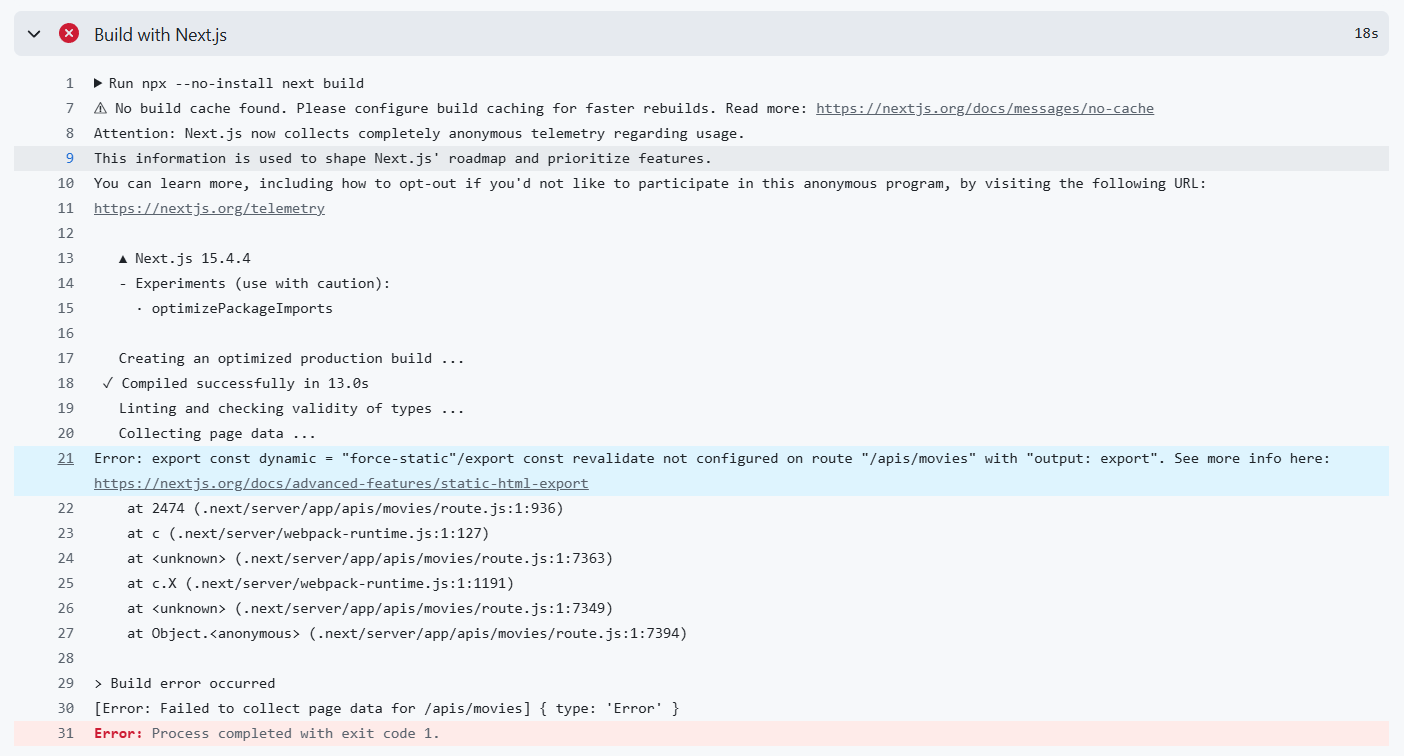 Build with Next.js 18s
1 ▶ Run npx --no-install next build
7 ⚠ No build cache found. Please configure build caching for faster rebuilds. Read more: https://nextjs.org/docs/messages/no-cache
8 Attention: Next.js now collects completely anonymous telemetry regarding usage.
9 This information is used to shape Next.js' roadmap and prioritize features.
10 You can learn more, including how to opt-out if you'd not like to participate in this anonymous program, by visiting the following URL:
11 https://nextjs.org/telemetry
12
13 ▲ Next.js 15.4.4
14 - Experiments (use with caution):
15 · optimizePackageImports
16
17 Creating an optimized production build ...
18 ✓ Compiled successfully in 13.0s
19 Linting and checking validity of types ...
20 Collecting page data ...
21 Error: export const dynamic = "force-static"/export const revalidate not configured on route "/apis/movies" with "output: export". See more info here:
https://nextjs.org/docs/advanced-features/static-html-export
22 at 2474 (.next/server/app/apis/movies/route.js:1:936)
23 at c (.next/server/webpack-runtime.js:1:127)
24 at <unknown> (.next/server/app/apis/movies/route.js:1:7363)
25 at c.X (.next/server/webpack-runtime.js:1:1191)
26 at <unknown> (.next/server/app/apis/movies/route.js:1:7349)
27 at Object.<anonymous> (.next/server/app/apis/movies/route.js:1:7394)
28
29 > Build error occurred
30 [Error: Failed to collect page data for /apis/movies] { type: 'Error' }
31 Error: Process completed with exit code 1.